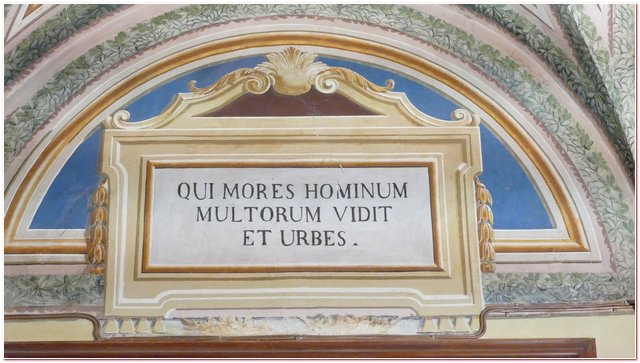 QUI MORES HOMINUM
MULTORUM VIDIT
ET URBES.